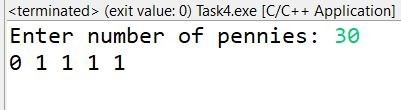 <terminated> (exit value: 0) Task4.exe [C/C++ Application]
Enter number of pennies: 30
0 1 1 1 1